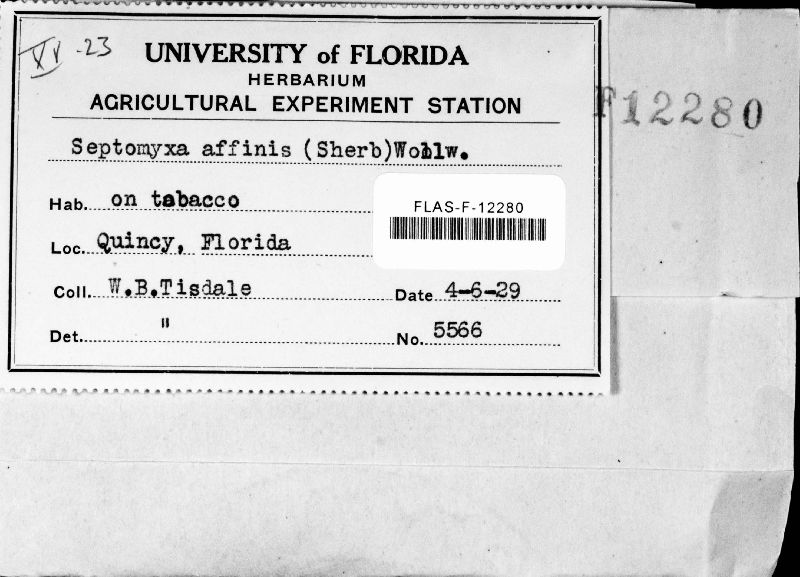 XV -23
UNIVERSITY of FLORIDA
HERBARIUM
AGRICULTURAL EXPERIMENT STATION
F12280
Septomyxa affinis (Sherb)Wollw.
Hab. on tobacco
FLAS-F-12280
Loc. Quincy, Florida
Coll. W.B.Tisdale
Date 4-6-29
Det. "
No. 5566